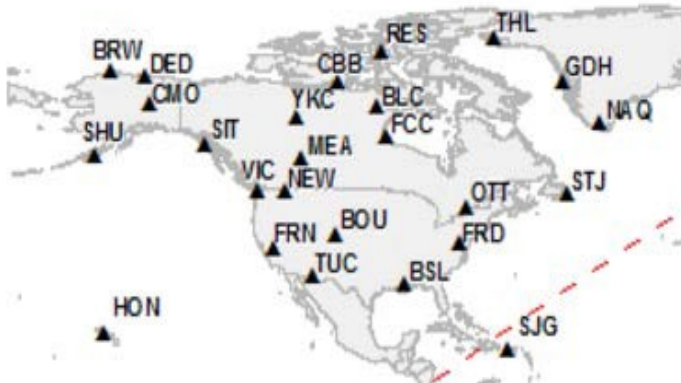 THL
RES
BRW
DED
CBB
GDH
CMO
YKC
BLC
NAQ
FCC
SHU
SIT
MEA
VIC
NEW
STJ
OTT
BOU
FRN
FRD
TUC
BSL
HON
SJG